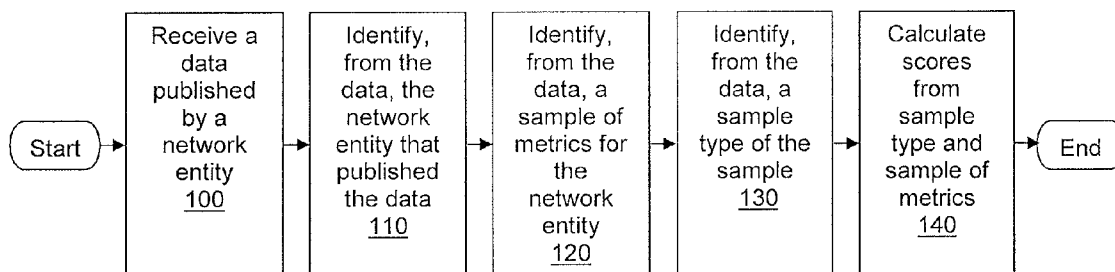 Start
Receive a
data
published
by a
network
entity
100
Identify,
from the
data, the
network
entity that
published
the data
110
Identify,
from the
data, a
sample of
metrics for
the
network
entity
120
Identify,
from the
data, a
sample
type of the
sample
130
Calculate
scores
from
sample
type and
sample of
metrics
140
End